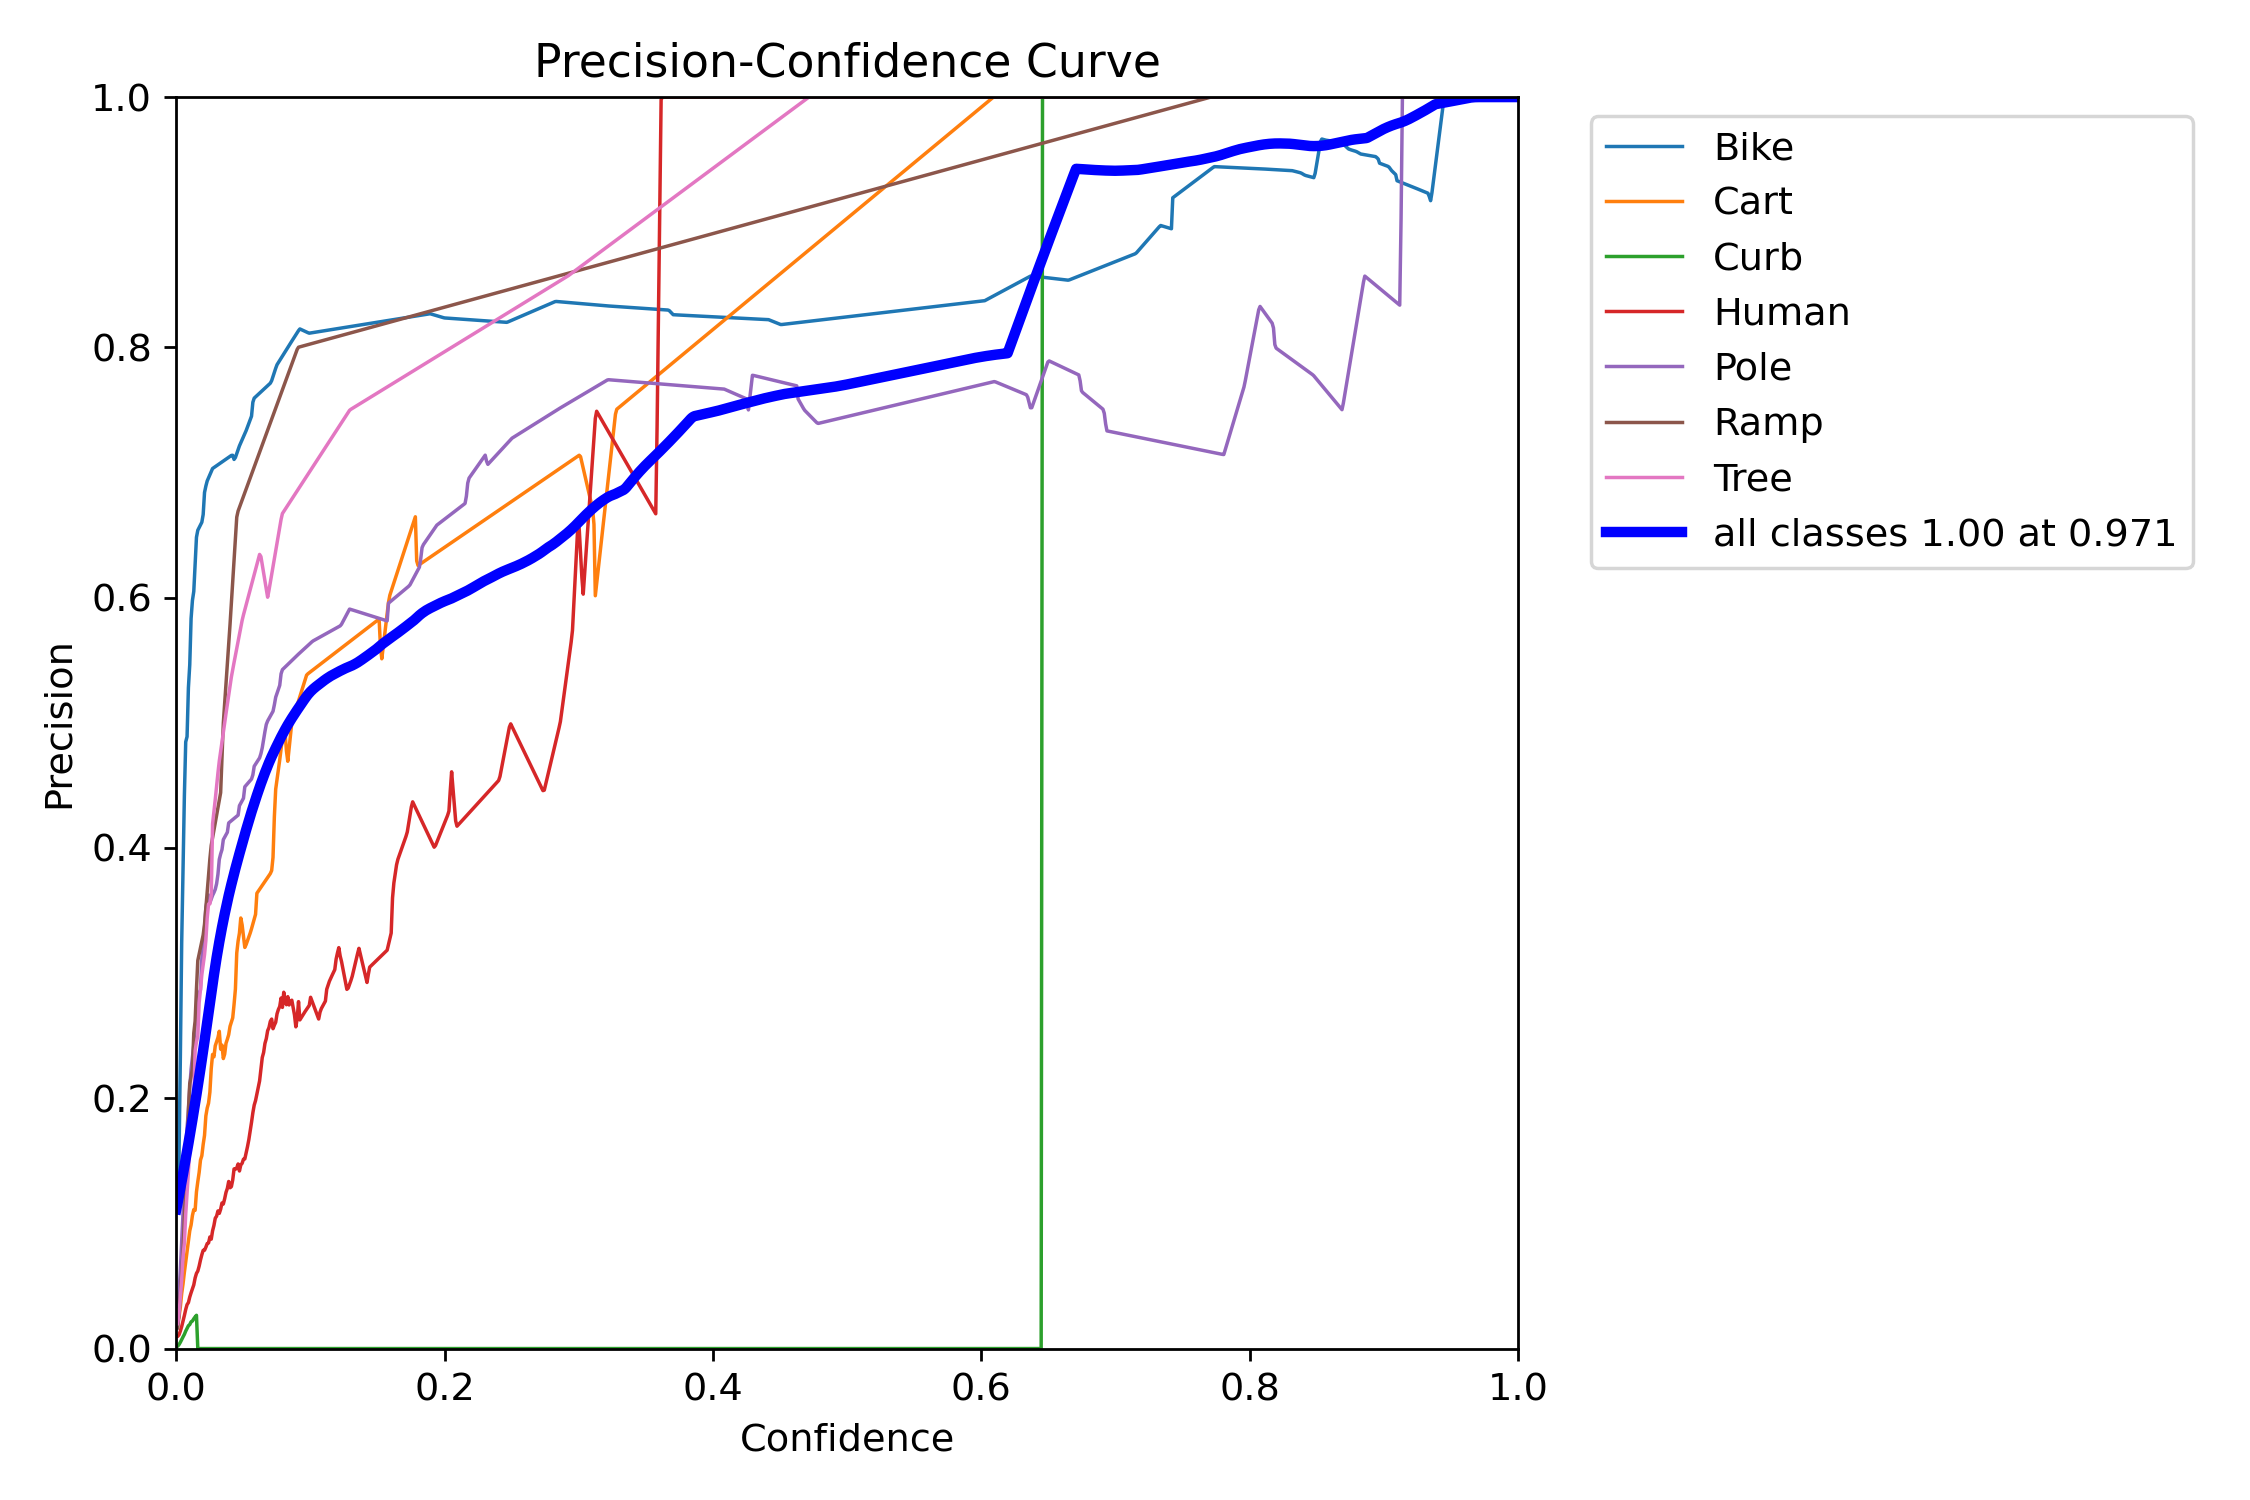 Precision-Confidence Curve
1.0
0.8
0.6
0.4
0.2
0.0
Precision
0.0 0.2 0.4 0.6 0.8 1.0
Confidence
Bike
Cart
Curb
Human
Pole
Ramp
Tree
all classes 1.00 at 0.971